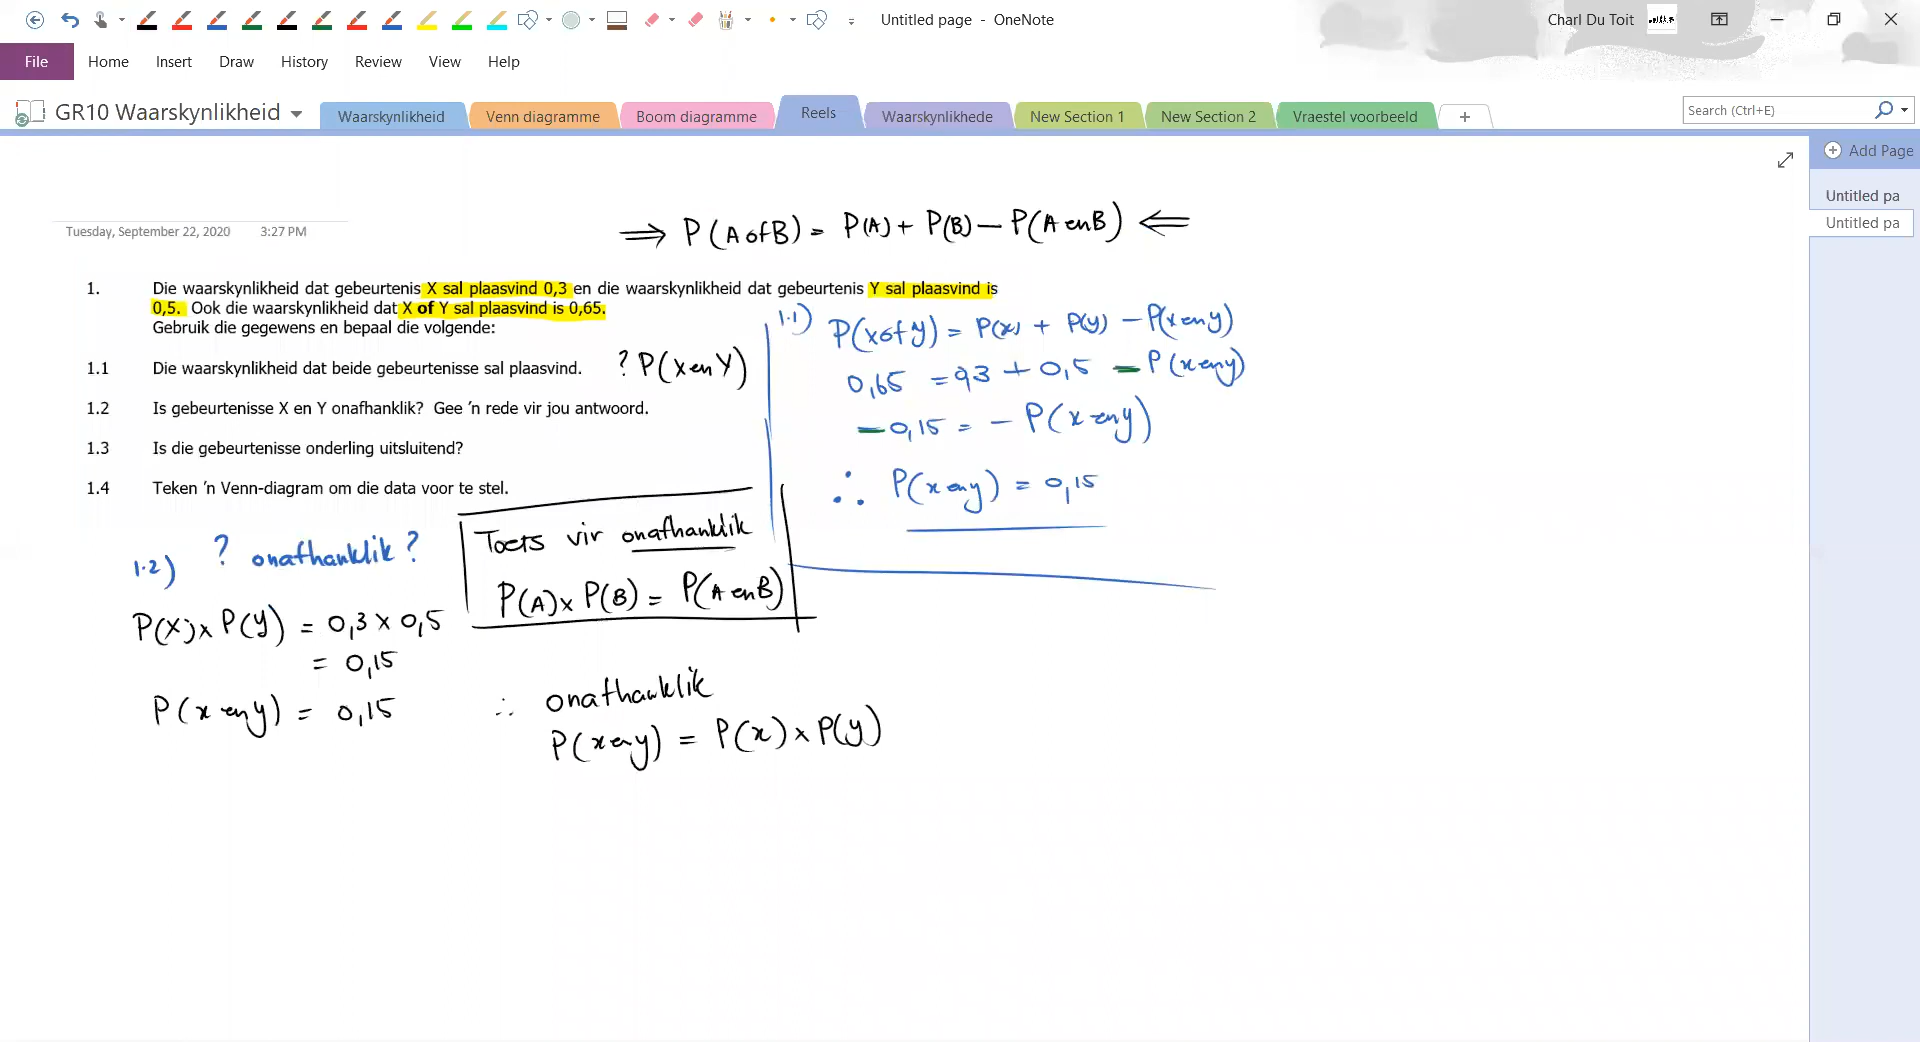 Untitled page - OneNote
Charl Du Toit
File Home Insert Draw History Review View Help
GR10 Waarskynlikheid
Waarskynlikheid Venn diagramme Boom diagramme Reels Waarskynlikhede New Section 1 New Section 2 Vraestel voorbeeld +
Search (Ctrl+E)
Add Page
Untitled pa
Untitled pa
Tuesday, September 22, 2020 3:27 PM
⇒ P(A of B) = P(A) + P(B) − P(A en B) ⇐
1. Die waarskynlikheid dat gebeurtenis X sal plaasvind 0,3 en die waarskynlikheid dat gebeurtenis Y sal plaasvind is
0,5. Ook die waarskynlikheid dat X of Y sal plaasvind is 0,65.
Gebruik die gegewens en bepaal die volgende:
1.1 Die waarskynlikheid dat beide gebeurtenisse sal plaasvind. ? P(X en Y)
1.2 Is gebeurtenisse X en Y onafhanklik? Gee 'n rede vir jou antwoord.
1.3 Is die gebeurtenisse onderling uitsluitend?
1.4 Teken 'n Venn-diagram om die data voor te stel.
1.1) P(x of y) = P(x) + P(y) − P(x en y)
0,65 = 0,3 + 0,5 − P(x en y)
− 0,15 = − P(x en y)
∴ P(x en y) = 0,15
Toets vir onafhanklik
P(A) × P(B) = P(A en B)
1.2) ? onafhanklik ?
P(X) × P(y) = 0,3 × 0,5
= 0,15
P(x en y) = 0,15
∴ onafhanklik
P(x en y) = P(x) × P(y)